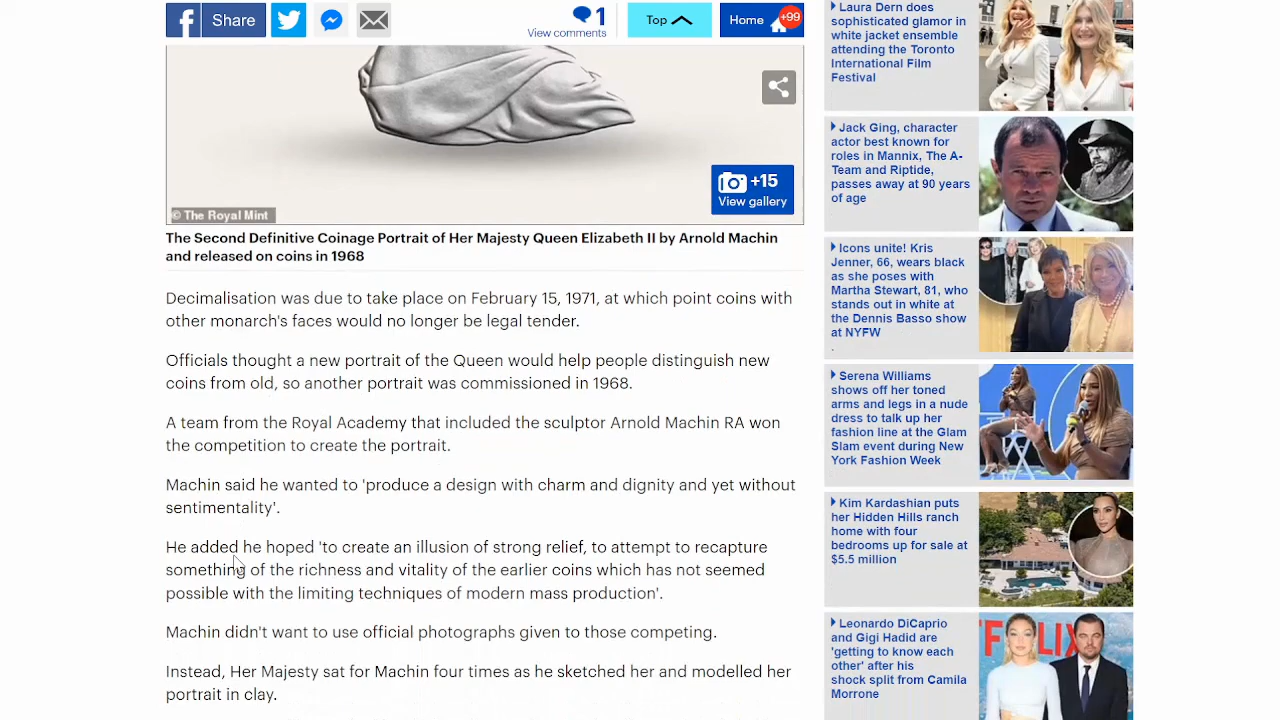 Share
1
View comments
Top
Home
+99
+15
View gallery
© The Royal Mint
The Second Definitive Coinage Portrait of Her Majesty Queen Elizabeth II by Arnold Machin
and released on coins in 1968
Decimalisation was due to take place on February 15, 1971, at which point coins with
other monarch's faces would no longer be legal tender.
Officials thought a new portrait of the Queen would help people distinguish new
coins from old, so another portrait was commissioned in 1968.
A team from the Royal Academy that included the sculptor Arnold Machin RA won
the competition to create the portrait.
Machin said he wanted to 'produce a design with charm and dignity and yet without
sentimentality'.
He added he hoped 'to create an illusion of strong relief, to attempt to recapture
something of the richness and vitality of the earlier coins which has not seemed
possible with the limiting techniques of modern mass production'.
Machin didn't want to use official photographs given to those competing.
Instead, Her Majesty sat for Machin four times as he sketched her and modelled her
portrait in clay.
Laura Dern does
sophisticated glamor in
white jacket ensemble
attending the Toronto
International Film
Festival
Jack Ging, character
actor best known for
roles in Mannix, The A-
Team and Riptide,
passes away at 90 years
of age
Icons unite! Kris
Jenner, 66, wears black
as she poses with
Martha Stewart, 81, who
stands out in white at
the Dennis Basso show
at NYFW
.
Serena Williams
shows off her toned
arms and legs in a nude
dress to talk up her
fashion line at the Glam
Slam event during New
York Fashion Week
Kim Kardashian puts
her Hidden Hills ranch
home with four
bedrooms up for sale at
$5.5 million
Leonardo DiCaprio
and Gigi Hadid are
'getting to know each
other' after his
shock split from Camila
Morrone